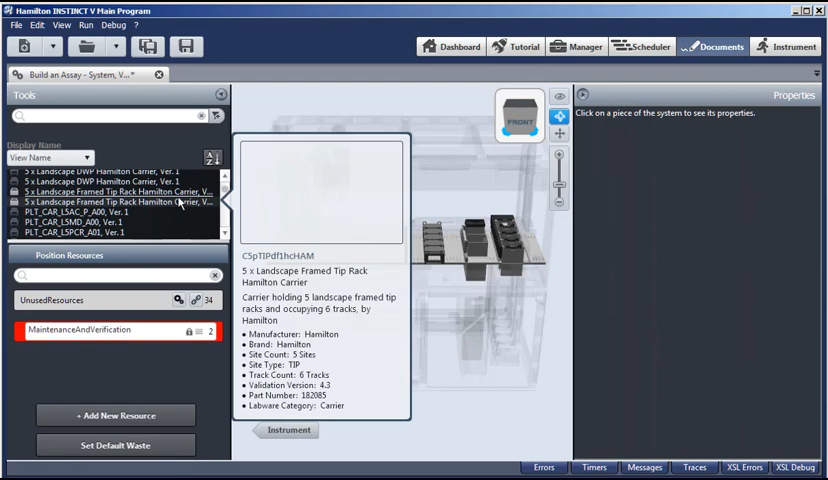 Hamilton INSTINCT V Main Program
File Edit View Run Debug ?
Dashboard Tutorial Manager Scheduler Documents Instrument
Build an Assay - System, V...*
Tools
Display Name
View Name
5 x Landscape DWP Hamilton Carrier, Ver. 1
5 x Landscape DWP Hamilton Carrier, Ver. 1
5 x Landscape Framed Tip Rack Hamilton Carrier, V...
5 x Landscape Framed Tip Rack Hamilton Carrier, V...
PLT_CAR_L5AC_P_A00, Ver. 1
PLT_CAR_L5MD_A00, Ver. 1
PLT_CAR_L5PCR_A01, Ver. 1
Position Resources
UnusedResources 34
MaintenanceAndVerification 2
+ Add New Resource
Set Default Waste
C5pTIPdf1hcHAM
5 x Landscape Framed Tip Rack
Hamilton Carrier
Carrier holding 5 landscape framed tip
racks and occupying 6 tracks, by
Hamilton
• Manufacturer: Hamilton
• Brand: Hamilton
• Site Count: 5 Sites
• Site Type: TIP
• Track Count: 6 Tracks
• Validation Version: 4.3
• Part Number: 182085
• Labware Category: Carrier
Instrument
FRONT
Properties
Click on a piece of the system to see its properties.
Errors Timers Messages Traces XSL Errors XSL Debug